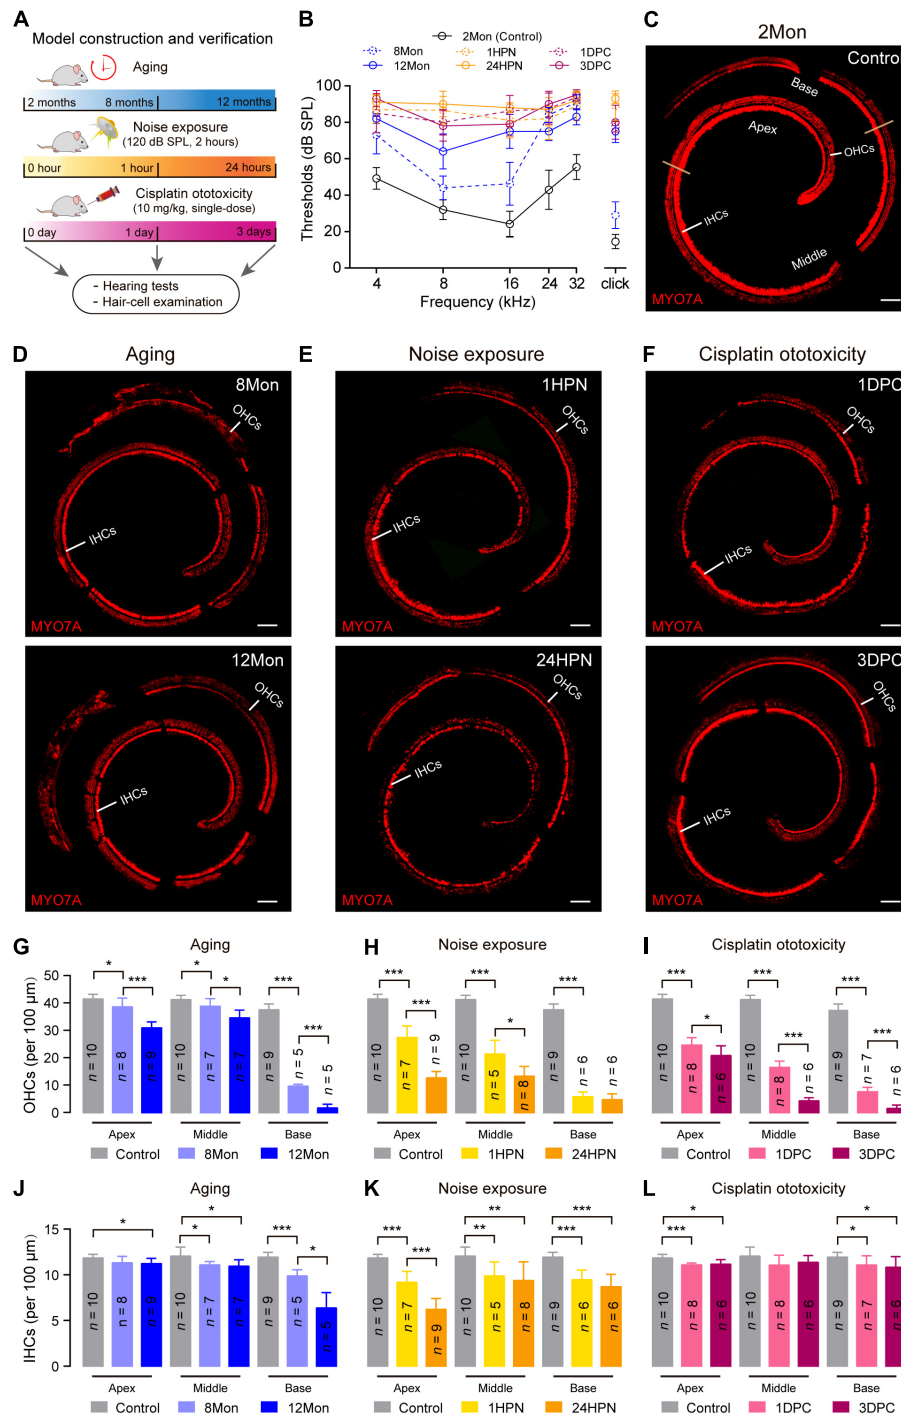 A
Model construction and verification
Aging
2 months 8 months 12 months
Noise exposure
(120 dB SPL, 2 hours)
0 hour 1 hour 24 hours
Cisplatin ototoxicity
(10 mg/kg, single-dose)
0 day 1 day 3 days
- Hearing tests
- Hair-cell examination
B
2Mon (Control)
8Mon 1HPN 1DPC
12Mon 24HPN 3DPC
Thresholds (dB SPL)
100
80
60
40
20
0
4 8 16 24 32 click
Frequency (kHz)
C
2Mon
Control
Base
Apex
OHCs
IHCs
Middle
MYO7A
D
Aging
8Mon
OHCs
IHCs
MYO7A
12Mon
OHCs
IHCs
MYO7A
E
Noise exposure
1HPN
OHCs
IHCs
MYO7A
24HPN
OHCs
IHCs
MYO7A
F
Cisplatin ototoxicity
1DPC
OHCs
IHCs
MYO7A
3DPC
OHCs
IHCs
MYO7A
G
Aging
OHCs (per 100 μm)
50
40
30
20
10
0
* *** * * *** ***
n = 10 n = 8 n = 9 n = 10 n = 7 n = 7 n = 9 n = 5 n = 5
Apex Middle Base
Control 8Mon 12Mon
H
Noise exposure
*** *** *** * ***
n = 10 n = 7 n = 9 n = 10 n = 5 n = 8 n = 9 n = 6 n = 6
Apex Middle Base
Control 1HPN 24HPN
I
Cisplatin ototoxicity
*** * *** *** *** ***
n = 10 n = 8 n = 6 n = 10 n = 8 n = 6 n = 9 n = 7 n = 6
Apex Middle Base
Control 1DPC 3DPC
J
Aging
IHCs (per 100 μm)
15
10
5
0
* * * *** *
n = 10 n = 8 n = 9 n = 10 n = 7 n = 7 n = 9 n = 5 n = 5
Apex Middle Base
Control 8Mon 12Mon
K
Noise exposure
*** *** ** ** *** ***
n = 10 n = 7 n = 9 n = 10 n = 5 n = 8 n = 9 n = 6 n = 6
Apex Middle Base
Control 1HPN 24HPN
L
Cisplatin ototoxicity
*** * * *
n = 10 n = 8 n = 6 n = 10 n = 8 n = 6 n = 9 n = 7 n = 6
Apex Middle Base
Control 1DPC 3DPC